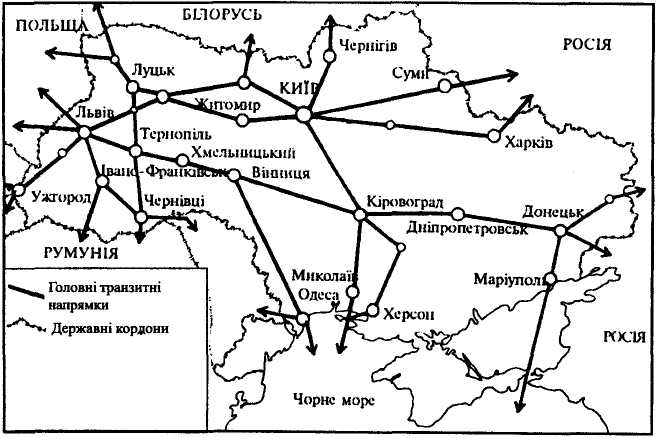 ПОЛЬЩА
БІЛОРУСЬ
РОСІЯ
Чернігів
Луцьк
КИЇВ
Суми
Львів
Житомир
Харків
Тернопіль
Хмельницький
Івано-Франківськ
Вінниця
Ужгород
Чернівці
Кіровоград
Донецьк
Дніпропетровськ
РУМУНІЯ
Миколаїв
Маріуполь
Одеса
Херсон
Головні транзитні
напрямки
Державні кордони
РОСІЯ
Чорне море